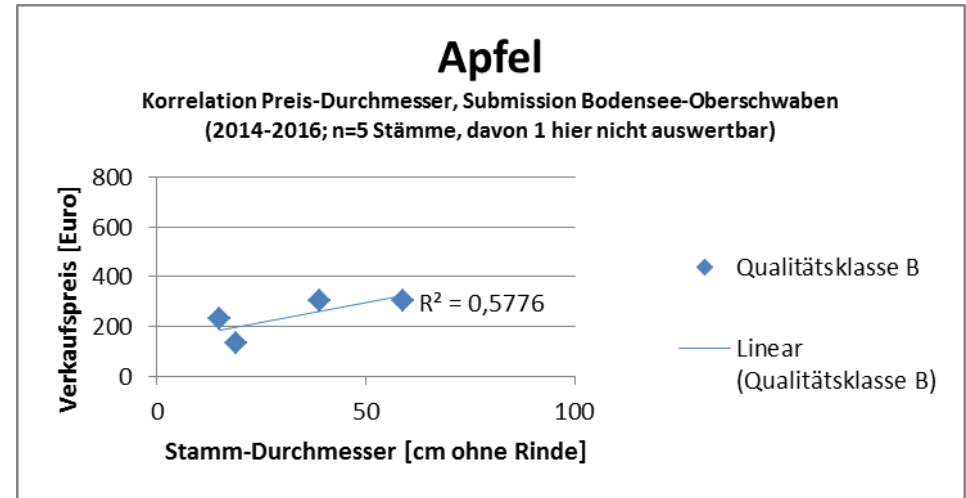 Apfel
Korrelation Preis-Durchmesser, Submission Bodensee-Oberschwaben
(2014-2016; n=5 Stämme, davon 1 hier nicht auswertbar)
Verkaufspreis [Euro]
800
600
400
200
0
R² = 0,5776
0 50 100
Stamm-Durchmesser [cm ohne Rinde]
Qualitätsklasse B
Linear
(Qualitätsklasse B)